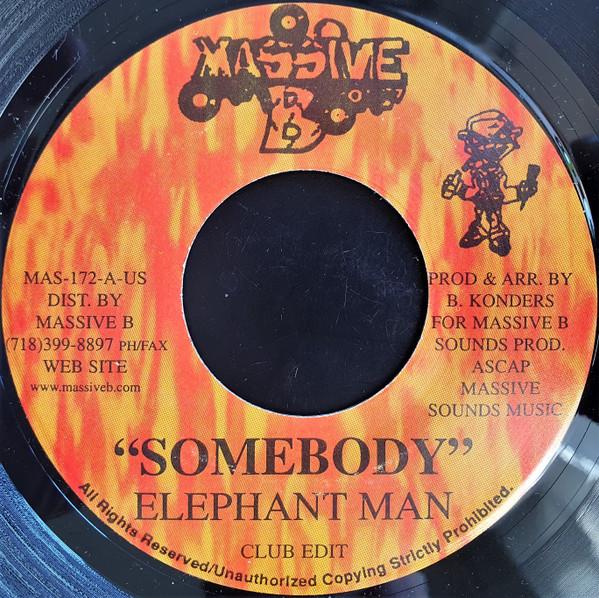 MASSIVE
B
MAS-172-A-US
DIST. BY
MASSIVE B
(718)399-8897 PH/FAX
WEB SITE
www.massiveb.com
PROD & ARR. BY
B. KONDERS
FOR MASSIVE B
SOUNDS PROD.
ASCAP
MASSIVE
SOUNDS MUSIC
“SOMEBODY”
ELEPHANT MAN
CLUB EDIT
All Rights Reserved/Unauthorized Copying Strictly Prohibited.